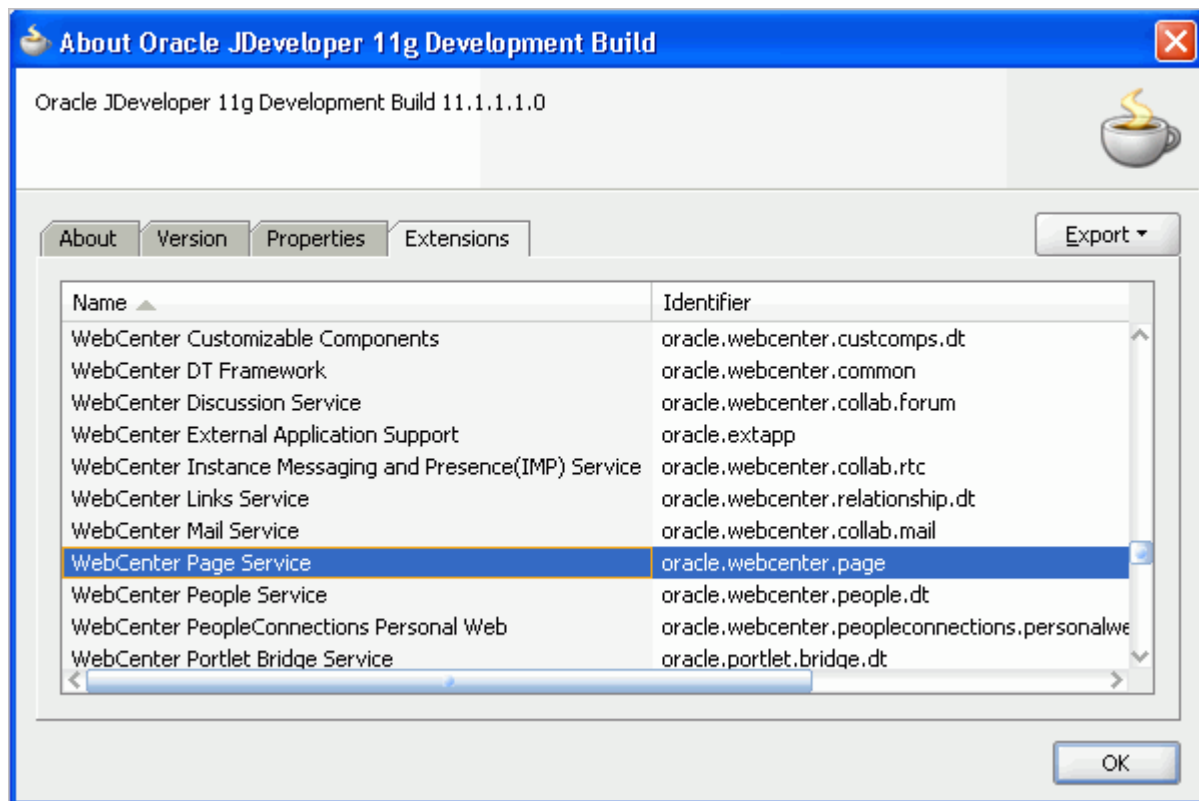 About Oracle JDeveloper 11g Development Build
Oracle JDeveloper 11g Development Build 11.1.1.1.0
About Version Properties Extensions Export
Name Identifier
WebCenter Customizable Components oracle.webcenter.custcomps.dt
WebCenter DT Framework oracle.webcenter.common
WebCenter Discussion Service oracle.webcenter.collab.forum
WebCenter External Application Support oracle.extapp
WebCenter Instance Messaging and Presence(IMP) Service oracle.webcenter.collab.rtc
WebCenter Links Service oracle.webcenter.relationship.dt
WebCenter Mail Service oracle.webcenter.collab.mail
WebCenter Page Service oracle.webcenter.page
WebCenter People Service oracle.webcenter.people.dt
WebCenter PeopleConnections Personal Web oracle.webcenter.peopleconnections.personalwe
WebCenter Portlet Bridge Service oracle.portlet.bridge.dt
OK